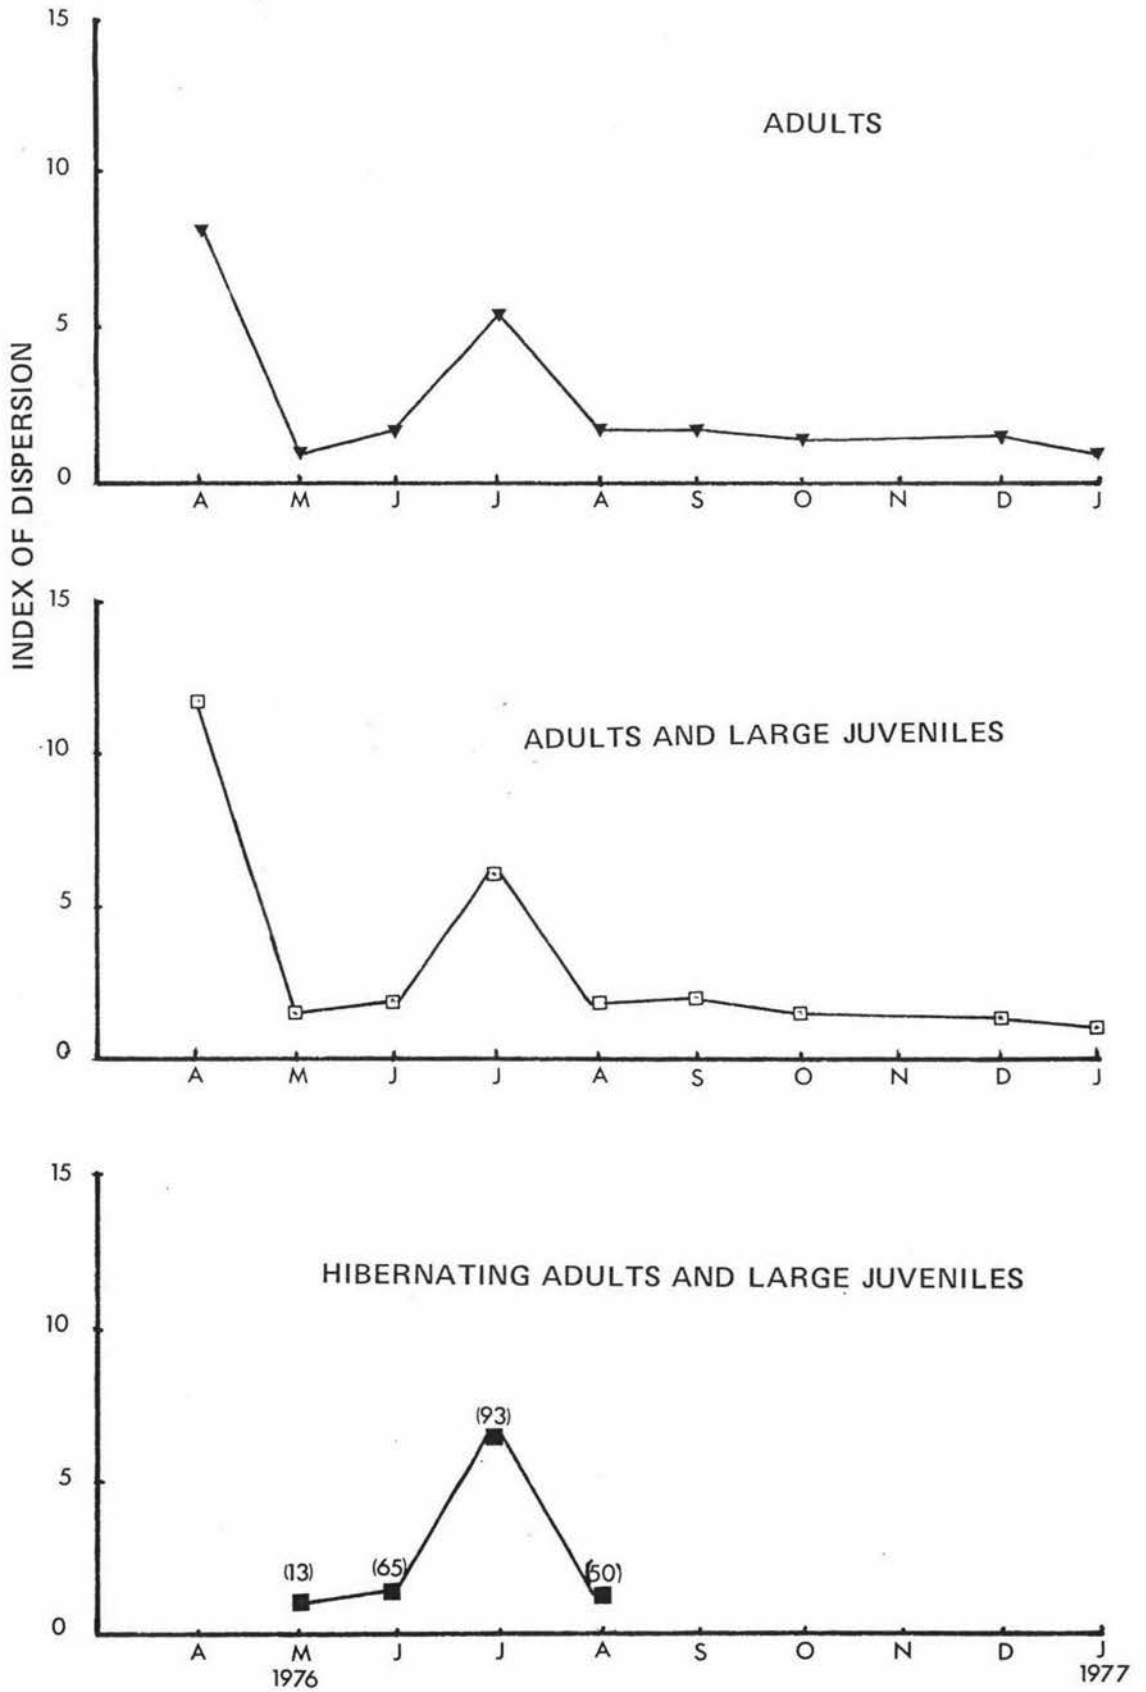 INDEX OF DISPERSION
15
ADULTS
10
5
0
A M J J A S O N D J
15
ADULTS AND LARGE JUVENILES
10
5
0
A M J J A S O N D J
15
HIBERNATING ADULTS AND LARGE JUVENILES
10
(93)
5
(13) (65) (50)
0
A M J J A S O N D J
1976 1977